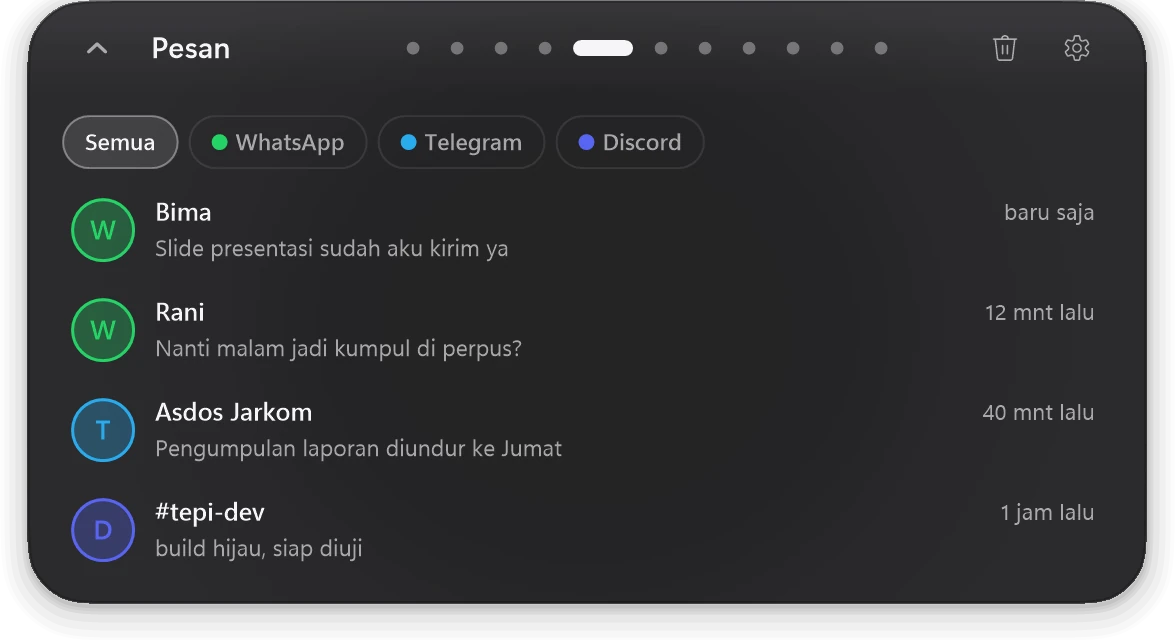 Pesan
Semua WhatsApp Telegram Discord
W Bima baru saja
Slide presentasi sudah aku kirim ya
W Rani 12 mnt lalu
Nanti malam jadi kumpul di perpus?
T Asdos Jarkom 40 mnt lalu
Pengumpulan laporan diundur ke Jumat
D #tepi-dev 1 jam lalu
build hijau, siap diuji